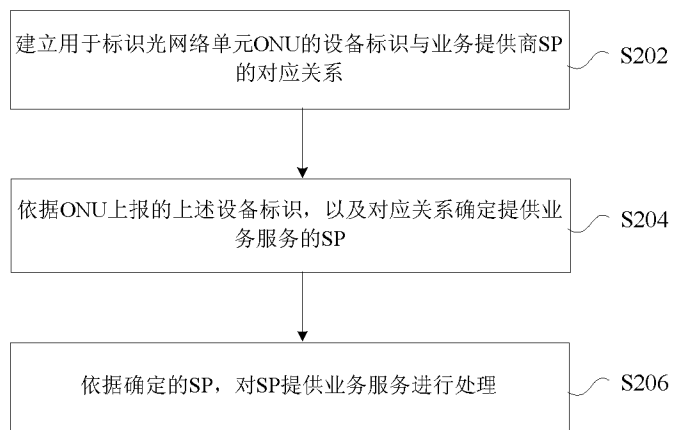 建立用于标识光网络单元ONU的设备标识与业务提供商SP
的对应关系
S202
依据ONU上报的上述设备标识，以及对应关系确定提供业
务服务的SP
S204
依据确定的SP，对SP提供业务服务进行处理
S206